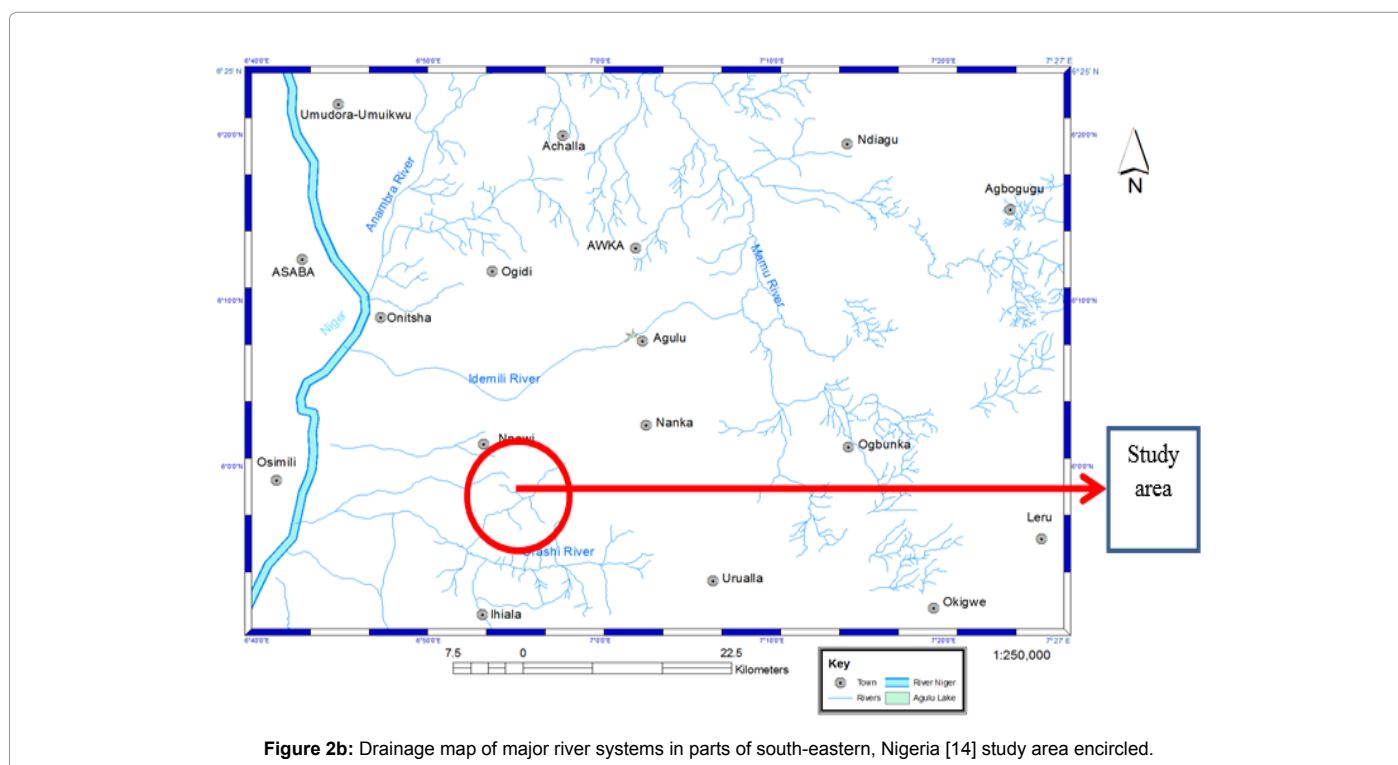 6°40'0"E 6°50'0"E 7°0'0"E 7°10'0"E 7°20'0"E 7° 27' E
6° 25' N
6° 25' N
Umudora-Umuikwu
6°20'0"N
6°20'0"N
Achalla
Ndiagu
N
Anambra River
Agbogugu
AWKA
Mamu River
ASABA
Ogidi
6°10'0"N
6°10'0"N
Niger
Onitsha
Agulu
Idemili River
Nanka
Ogbunka
6°0'0"N
6°0'0"N
Osimili
Study
area
Leru
River
Urualla
Ihiala
Okigwe
6°40'0"E 6°50'0"E 7°0'0"E 7°10'0"E 7°20'0"E 7° 27' E
7.5 0 22.5
Kilometers
1:250,000
Key
Town River Niger
Rivers Agulu Lake
Figure 2b: Drainage map of major river systems in parts of south-eastern, Nigeria [14] study area encircled.